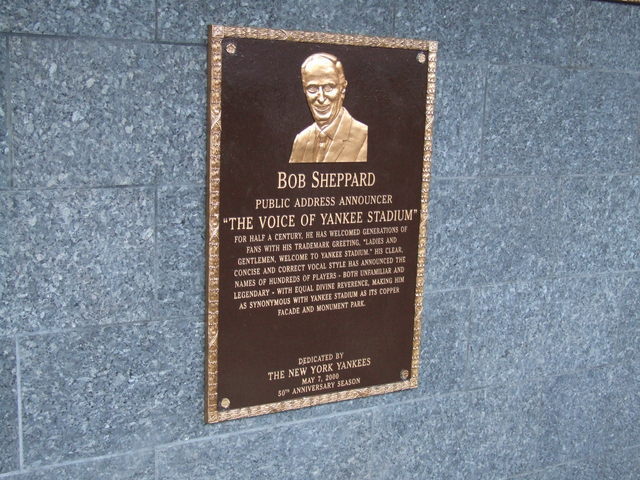 BOB SHEPPARD
PUBLIC ADDRESS ANNOUNCER
"THE VOICE OF YANKEE STADIUM"
FOR HALF A CENTURY, HE HAS WELCOMED GENERATIONS OF
FANS WITH HIS TRADEMARK GREETING, "LADIES AND
GENTLEMEN, WELCOME TO YANKEE STADIUM." HIS CLEAR,
CONCISE AND CORRECT VOCAL STYLE HAS ANNOUNCED THE
NAMES OF HUNDREDS OF PLAYERS - BOTH UNFAMILIAR AND
LEGENDARY - WITH EQUAL DIVINE REVERENCE, MAKING HIM
AS SYNONYMOUS WITH YANKEE STADIUM AS ITS COPPER
FACADE AND MONUMENT PARK.
DEDICATED BY
THE NEW YORK YANKEES
MAY 7, 2000
50TH ANNIVERSARY SEASON